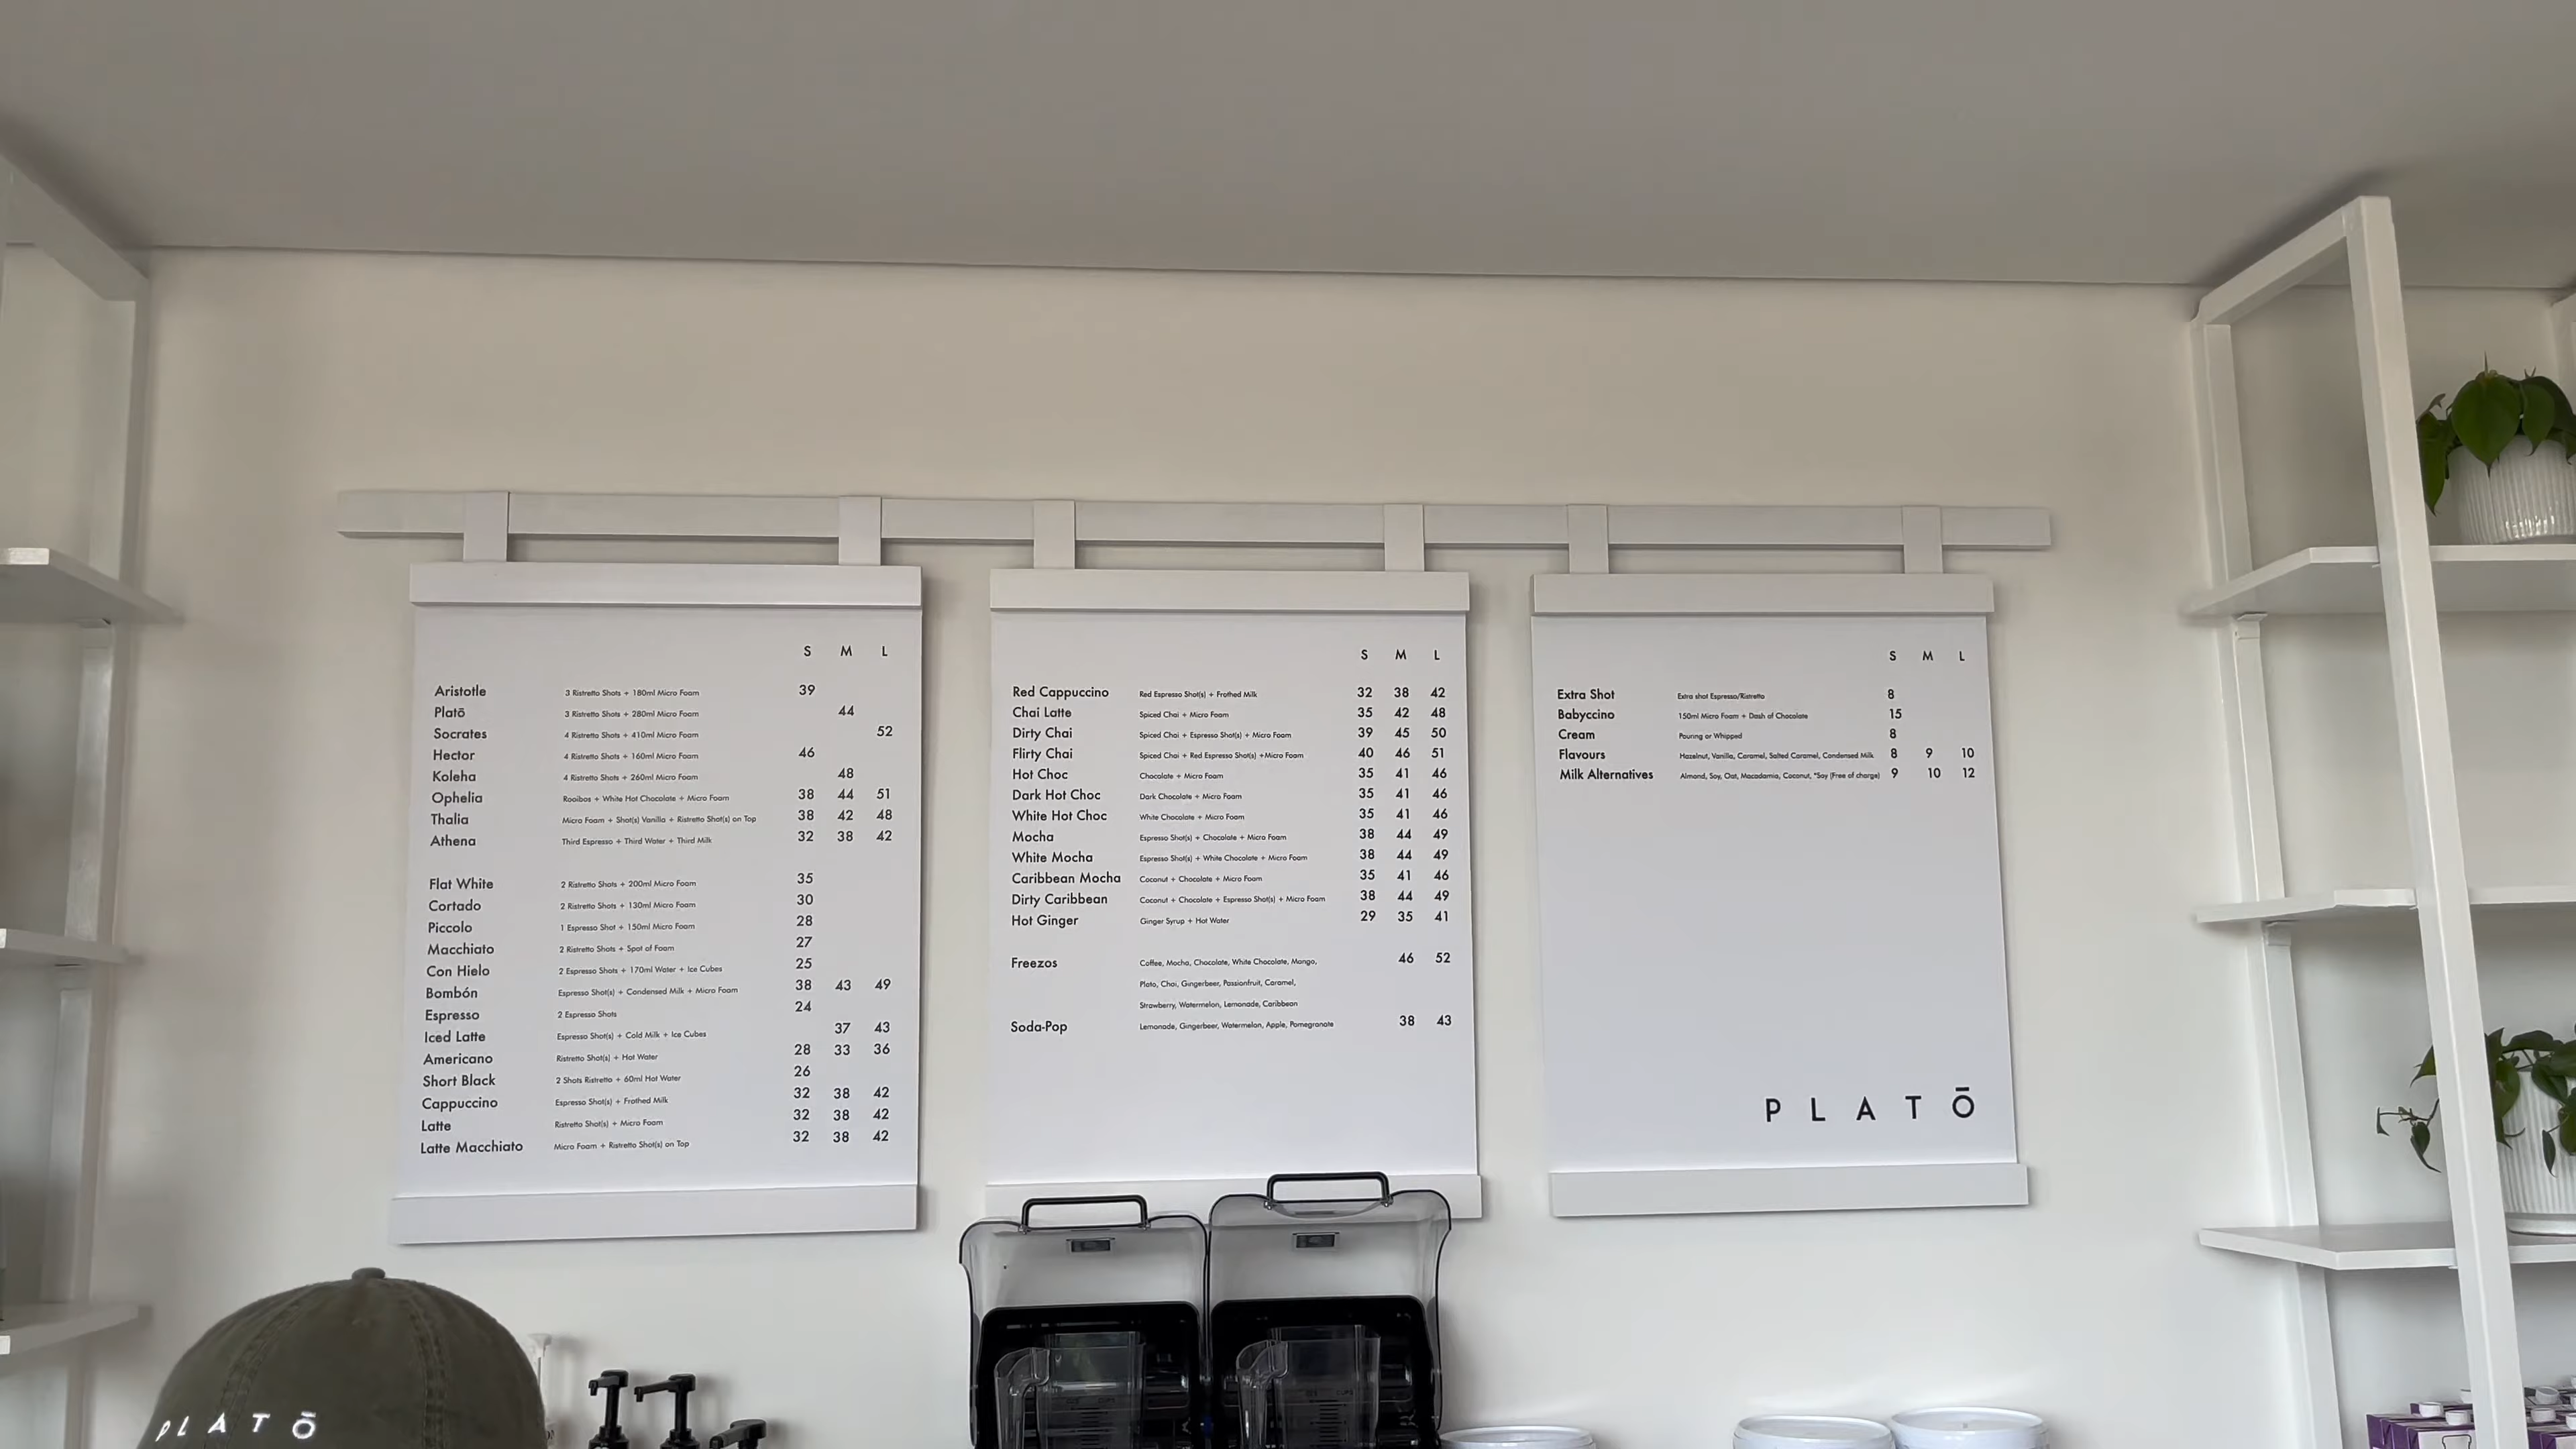 S M L
Aristotle 3 Ristretto Shots + 180ml Micro Foam 39
Platō 3 Ristretto Shots + 280ml Micro Foam 44
Socrates 4 Ristretto Shots + 410ml Micro Foam 52
Hector 4 Ristretto Shots + 160ml Micro Foam 46
Koleha 4 Ristretto Shots + 260ml Micro Foam 48
Ophelia Rooibos + White Hot Chocolate + Micro Foam 38 44 51
Thalia Micro Foam + Shot(s) Vanilla + Ristretto Shot(s) on Top 38 42 48
Athena Third Espresso + Third Water + Third Milk 32 38 42
Flat White 2 Ristretto Shots + 200ml Micro Foam 35
Cortado 2 Ristretto Shots + 130ml Micro Foam 30
Piccolo 1 Espresso Shot + 150ml Micro Foam 28
Macchiato 2 Ristretto Shots + Spot of Foam 27
Con Hielo 2 Espresso Shots + 170ml Water + Ice Cubes 25
Bombón Espresso Shot(s) + Condensed Milk + Micro Foam 38 43 49
Espresso 2 Espresso Shots 24
Iced Latte Espresso Shot(s) + Cold Milk + Ice Cubes 37 43
Americano Ristretto Shot(s) + Hot Water 28 33 36
Short Black 2 Shots Ristretto + 60ml Hot Water 26
Cappuccino Espresso Shot(s) + Frothed Milk 32 38 42
Latte Ristretto Shot(s) + Micro Foam 32 38 42
Latte Macchiato Micro Foam + Ristretto Shot(s) on Top 32 38 42
S M L
Red Cappuccino Red Espresso Shot(s) + Frothed Milk 32 38 42
Chai Latte Spiced Chai + Micro Foam 35 42 48
Dirty Chai Spiced Chai + Espresso Shot(s) + Micro Foam 39 45 50
Flirty Chai Spiced Chai + Red Espresso Shot(s) +Micro Foam 40 46 51
Hot Choc Chocolate + Micro Foam 35 41 46
Dark Hot Choc Dark Chocolate + Micro Foam 35 41 46
White Hot Choc White Chocolate + Micro Foam 35 41 46
Mocha Espresso Shot(s) + Chocolate + Micro Foam 38 44 49
White Mocha Espresso Shot(s) + White Chocolate + Micro Foam 38 44 49
Caribbean Mocha Coconut + Chocolate + Micro Foam 35 41 46
Dirty Caribbean Coconut + Chocolate + Espresso Shot(s) + Micro Foam 38 44 49
Hot Ginger Ginger Syrup + Hot Water 29 35 41
Freezos Coffee, Mocha, Chocolate, White Chocolate, Mango, 46 52
Plato, Chai, Gingerbeer, Passionfruit, Caramel,
Strawberry, Watermelon, Lemonade, Caribbean
Soda-Pop Lemonade, Gingerbeer, Watermelon, Apple, Pomegranate 38 43
S M L
Extra Shot Extra shot Espresso/Ristretto 8
Babyccino 150ml Micro Foam + Dash of Chocolate 15
Cream Pouring or Whipped 8
Flavours Hazelnut, Vanilla, Caramel, Salted Caramel, Condensed Milk 8 9 10
Milk Alternatives Almond, Soy, Oat, Macadamia, Coconut, *Soy (Free of charge) 9 10 12
PLATŌ
PLATŌ